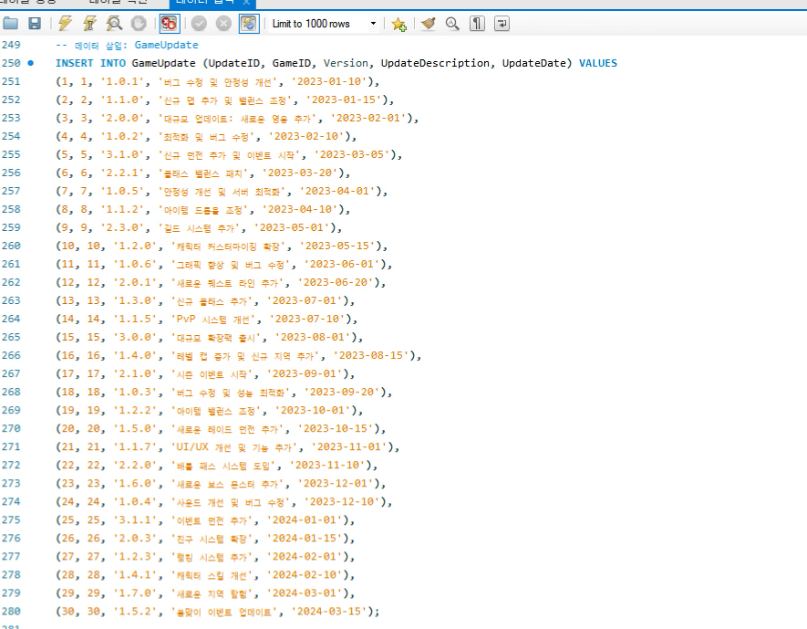 Limit to 1000 rows
249 -- 데이터 삽입: GameUpdate
250 INSERT INTO GameUpdate (UpdateID, GameID, Version, UpdateDescription, UpdateDate) VALUES
251 (1, 1, '1.0.1', '버그 수정 및 안정성 개선', '2023-01-10'),
252 (2, 2, '1.1.0', '신규 맵 추가 및 밸런스 조정', '2023-01-15'),
253 (3, 3, '2.0.0', '대규모 업데이트: 새로운 영웅 추가', '2023-02-01'),
254 (4, 4, '1.0.2', '최적화 및 버그 수정', '2023-02-10'),
255 (5, 5, '3.1.0', '신규 던전 추가 및 이벤트 시작', '2023-03-05'),
256 (6, 6, '2.2.1', '클래스 밸런스 패치', '2023-03-20'),
257 (7, 7, '1.0.5', '안정성 개선 및 서버 최적화', '2023-04-01'),
258 (8, 8, '1.1.2', '아이템 드롭율 조정', '2023-04-10'),
259 (9, 9, '2.3.0', '길드 시스템 추가', '2023-05-01'),
260 (10, 10, '1.2.0', '캐릭터 커스터마이징 확장', '2023-05-15'),
261 (11, 11, '1.0.6', '그래픽 향상 및 버그 수정', '2023-06-01'),
262 (12, 12, '2.0.1', '새로운 퀘스트 라인 추가', '2023-06-20'),
263 (13, 13, '1.3.0', '신규 클래스 추가', '2023-07-01'),
264 (14, 14, '1.1.5', 'PvP 시스템 개선', '2023-07-10'),
265 (15, 15, '3.0.0', '대규모 확장팩 출시', '2023-08-01'),
266 (16, 16, '1.4.0', '레벨 캡 증가 및 신규 지역 추가', '2023-08-15'),
267 (17, 17, '2.1.0', '시즌 이벤트 시작', '2023-09-01'),
268 (18, 18, '1.0.3', '버그 수정 및 성능 최적화', '2023-09-20'),
269 (19, 19, '1.2.2', '아이템 밸런스 조정', '2023-10-01'),
270 (20, 20, '1.5.0', '새로운 레이드 던전 추가', '2023-10-15'),
271 (21, 21, '1.1.7', 'UI/UX 개선 및 기능 추가', '2023-11-01'),
272 (22, 22, '2.2.0', '배틀 패스 시스템 도입', '2023-11-10'),
273 (23, 23, '1.6.0', '새로운 보스 몬스터 추가', '2023-12-01'),
274 (24, 24, '1.0.4', '사운드 개선 및 버그 수정', '2023-12-10'),
275 (25, 25, '3.1.1', '이벤트 던전 추가', '2024-01-01'),
276 (26, 26, '2.0.3', '친구 시스템 확장', '2024-01-15'),
277 (27, 27, '1.2.3', '랭킹 시스템 추가', '2024-02-01'),
278 (28, 28, '1.4.1', '캐릭터 스킬 개선', '2024-02-10'),
279 (29, 29, '1.7.0', '새로운 지역 탐험', '2024-03-01'),
280 (30, 30, '1.5.2', '봄맞이 이벤트 업데이트', '2024-03-15');